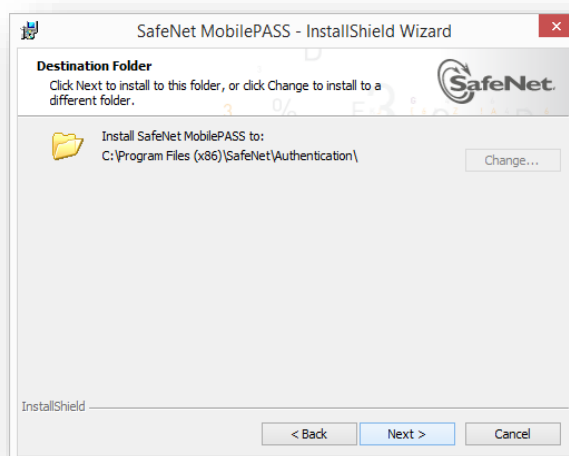 SafeNet MobilePASS - InstallShield Wizard
Destination Folder
Click Next to install to this folder, or click Change to install to a
different folder.
SafeNet.
Install SafeNet MobilePASS to:
C:\Program Files (x86)\SafeNet\Authentication\
Change...
InstallShield
< Back
Next >
Cancel